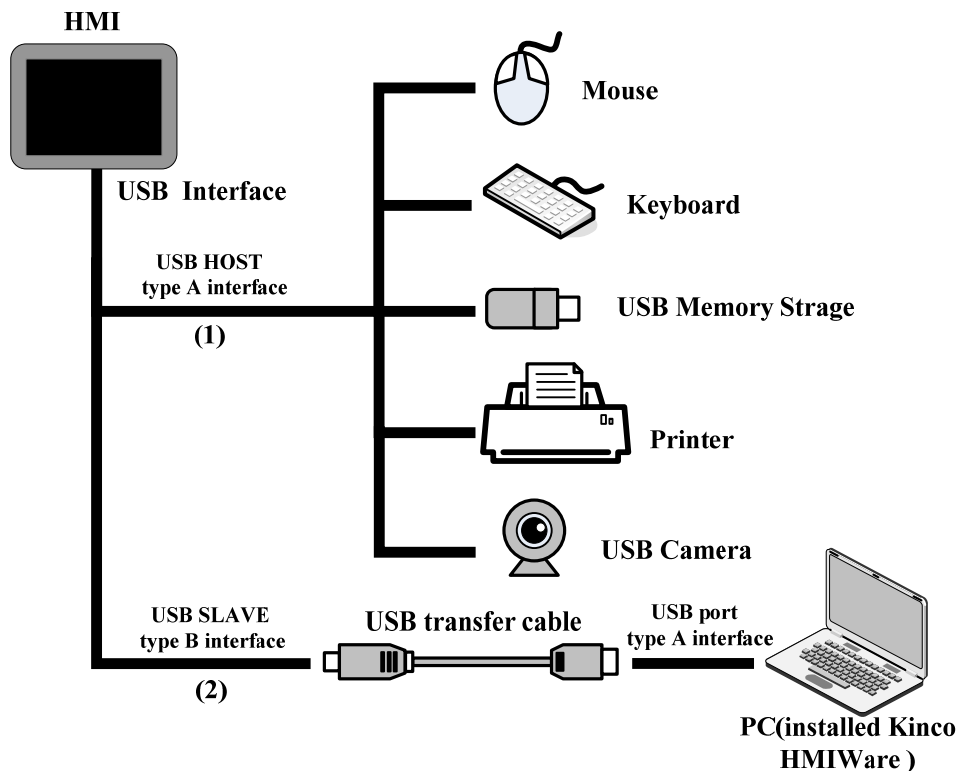 HMI
USB Interface
Mouse
Keyboard
USB HOST
type A interface
(1)
USB Memory Strage
Printer
USB Camera
USB SLAVE
type B interface
(2)
USB transfer cable
USB port
type A interface
PC(installed Kinco
HMIWare )